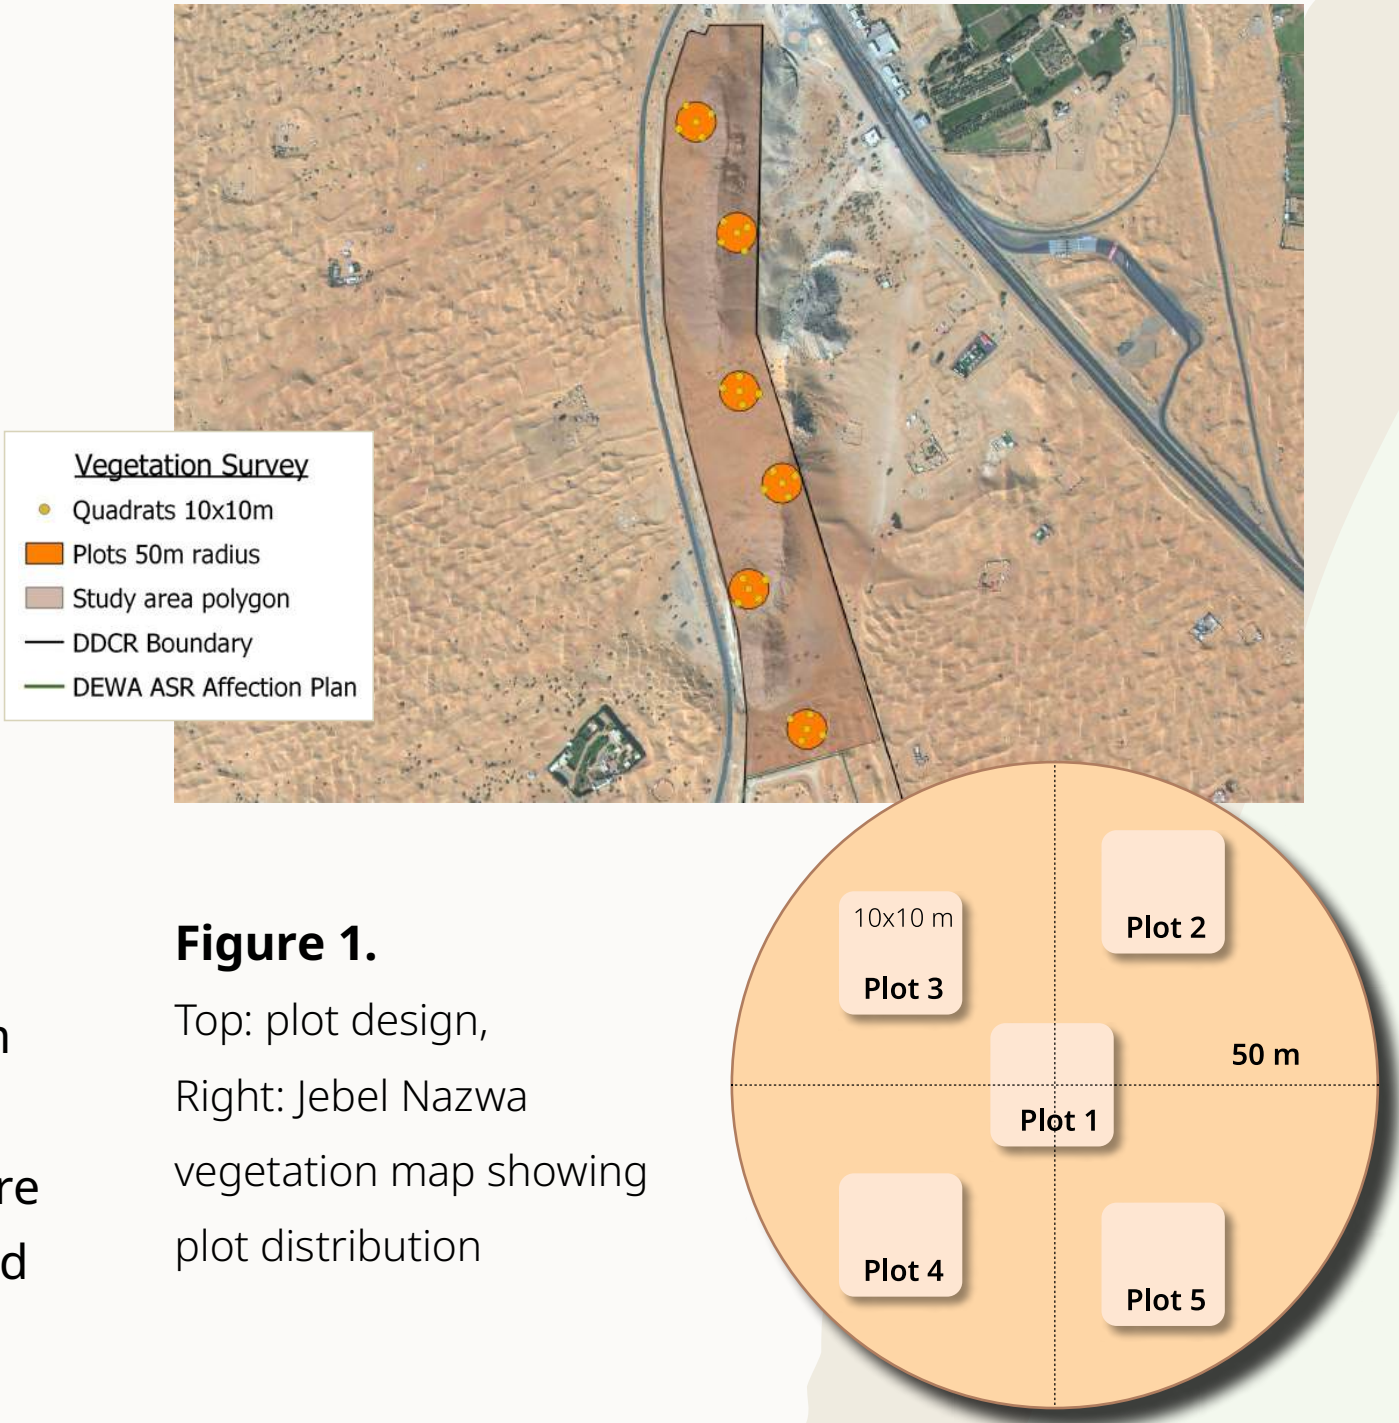 Vegetation Survey
Quadrats 10x10m
Plots 50m radius
Study area polygon
DDCR Boundary
DEWA ASR Affection Plan
Figure 1.
Top: plot design,
Right: Jebel Nazwa
vegetation map showing
plot distribution
10x10 m
Plot 3
Plot 2
50 m
Plot 1
Plot 4
Plot 5
re
d